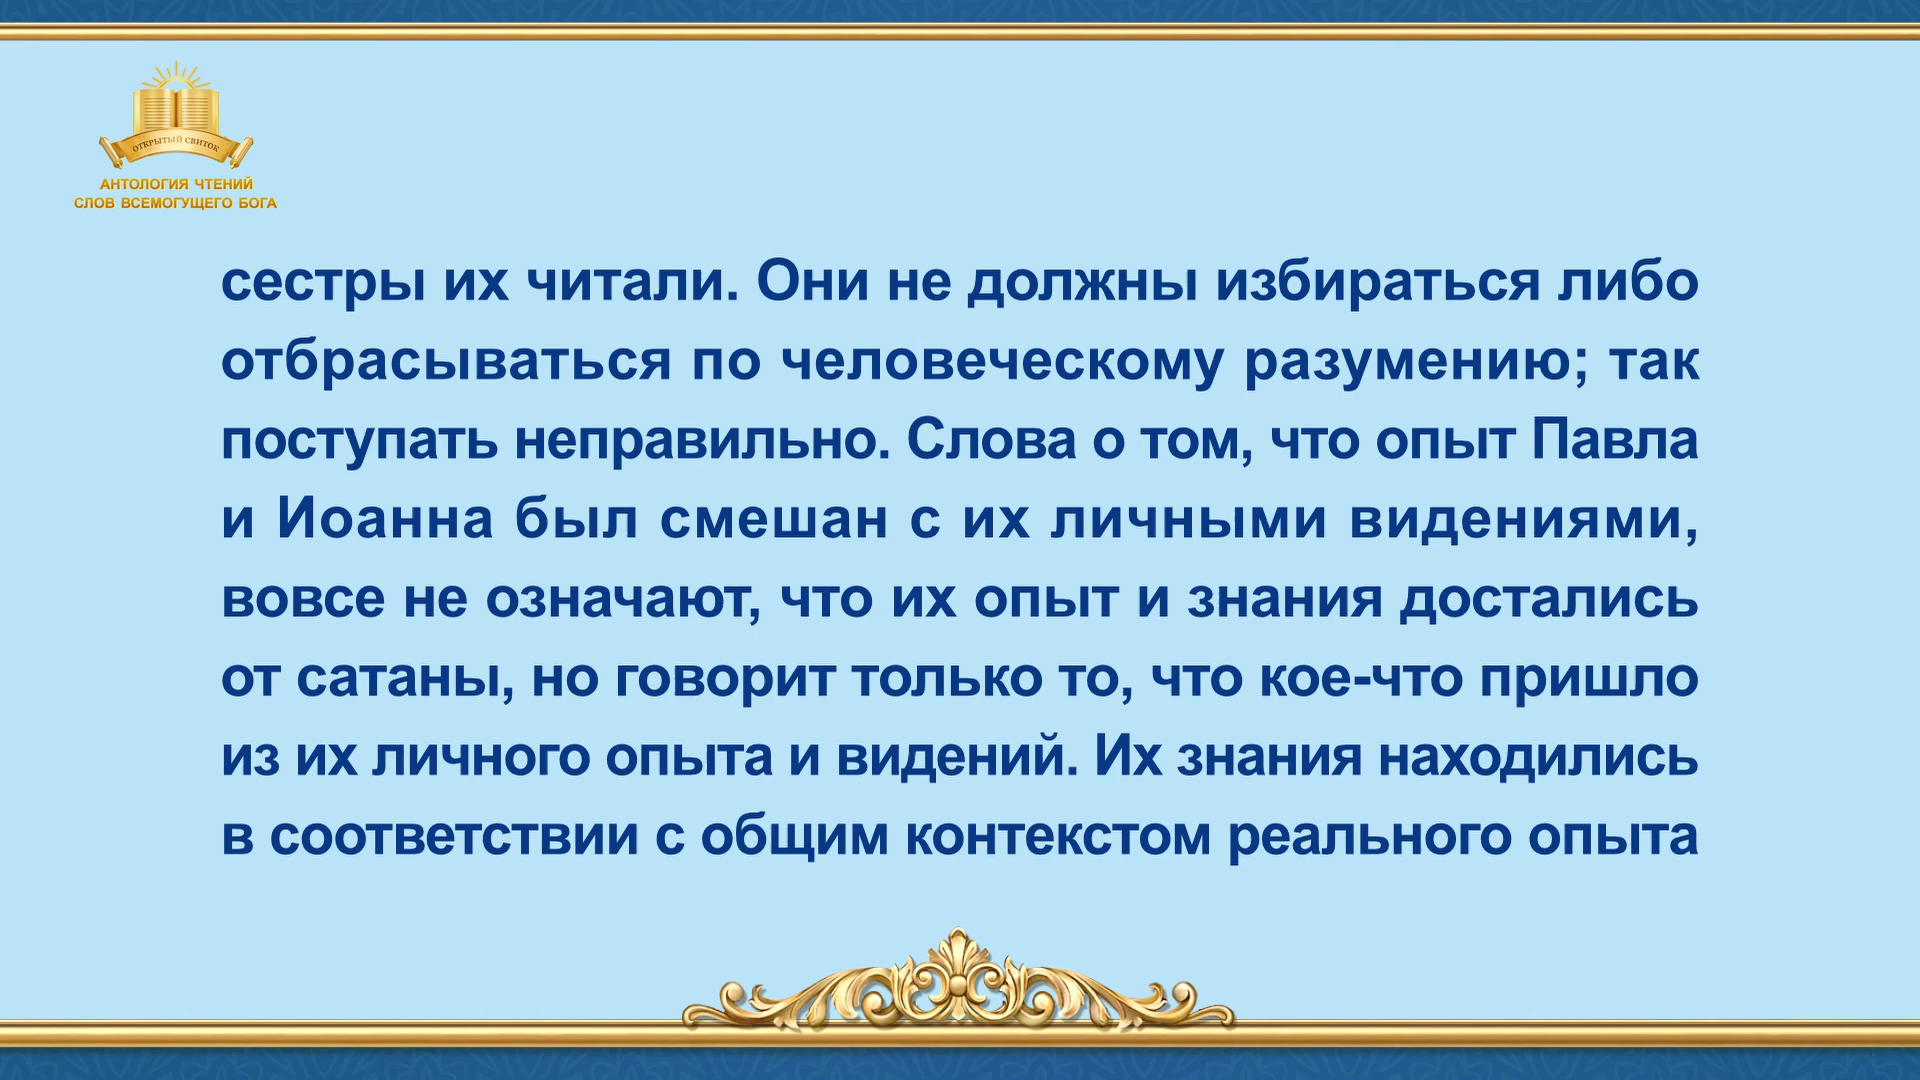 ОТКРЫТЫЙ СВИТОК
АНТОЛОГИЯ ЧТЕНИЙ
СЛОВ ВСЕМОГУЩЕГО БОГА
сестры их читали. Они не должны избираться либо
отбрасываться по человеческому разумению; так
поступать неправильно. Слова о том, что опыт Павла
и Иоанна был смешан с их личными видениями,
вовсе не означают, что их опыт и знания достались
от сатаны, но говорит только то, что кое-что пришло
из их личного опыта и видений. Их знания находились
в соответствии с общим контекстом реального опыта